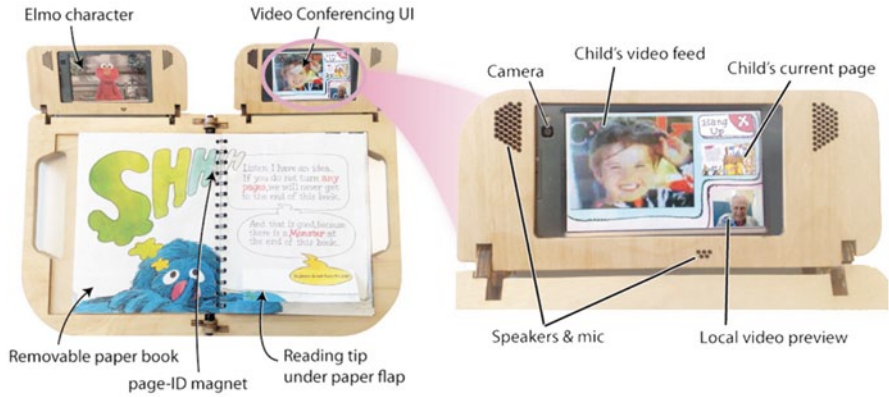 Elmo character
Video Conferencing UI
SHHHH
Listen, I have an idea.
If you do not turn any
pages, we will never get
to the end of this book.
And that is good, because
there is a Monster at
the end of this book.
Removable paper book
page-ID magnet
Reading tip
under paper flap
Camera
Child's video feed
Child's current page
Hang
Up
X
Speakers & mic
Local video preview